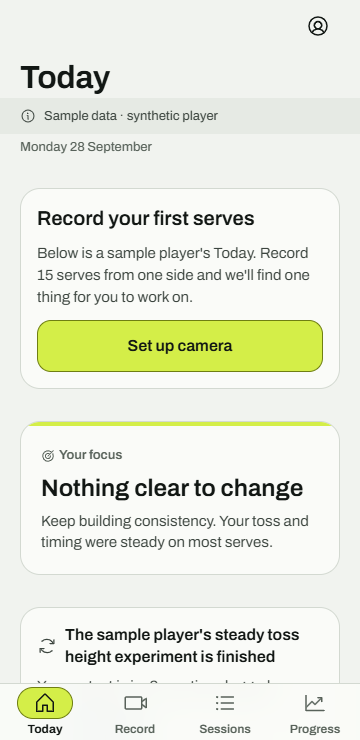 Today
Sample data · synthetic player
Monday 28 September
Record your first serves
Below is a sample player's Today. Record
15 serves from one side and we'll find one
thing for you to work on.
Set up camera
Your focus
Nothing clear to change
Keep building consistency. Your toss and
timing were steady on most serves.
The sample player's steady toss
height experiment is finished
Today
Record
Sessions
Progress